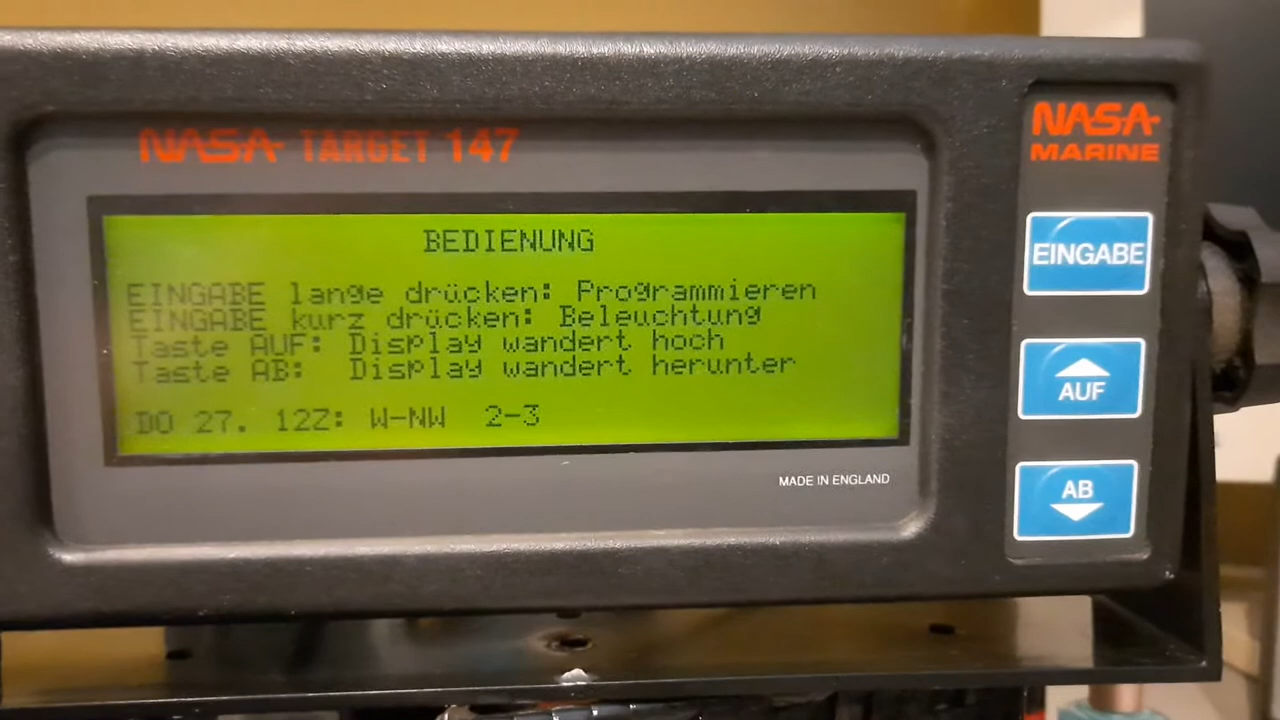 NASA TARGET 147
NASA
MARINE
BEDIENUNG
EINGABE lange drücken: Programmieren
EINGABE kurz drücken: Beleuchtung
Taste AUF: Display wandert hoch
Taste AB: Display wandert herunter
DO 27. 12Z: W-NW 2-3
MADE IN ENGLAND
EINGABE
AUF
AB